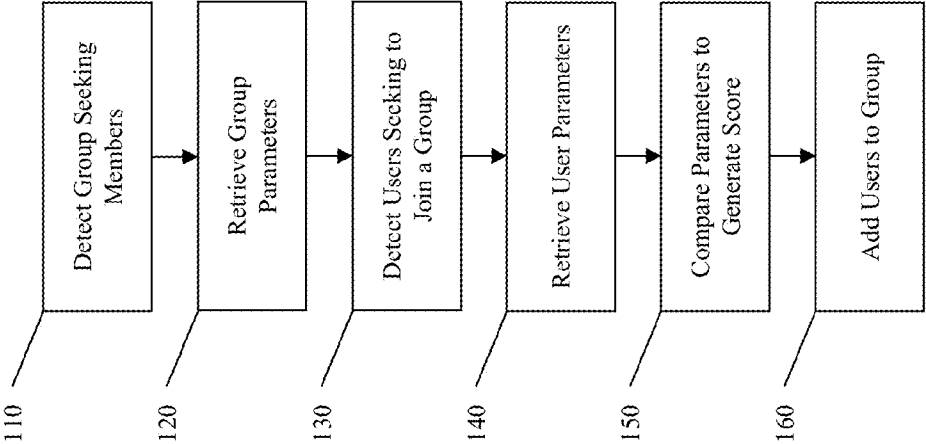 110
Detect Group Seeking
Members
120
Retrieve Group
Parameters
130
Detect Users Seeking to
Join a Group
140
Retrieve User Parameters
150
Compare Parameters to
Generate Score
160
Add Users to Group